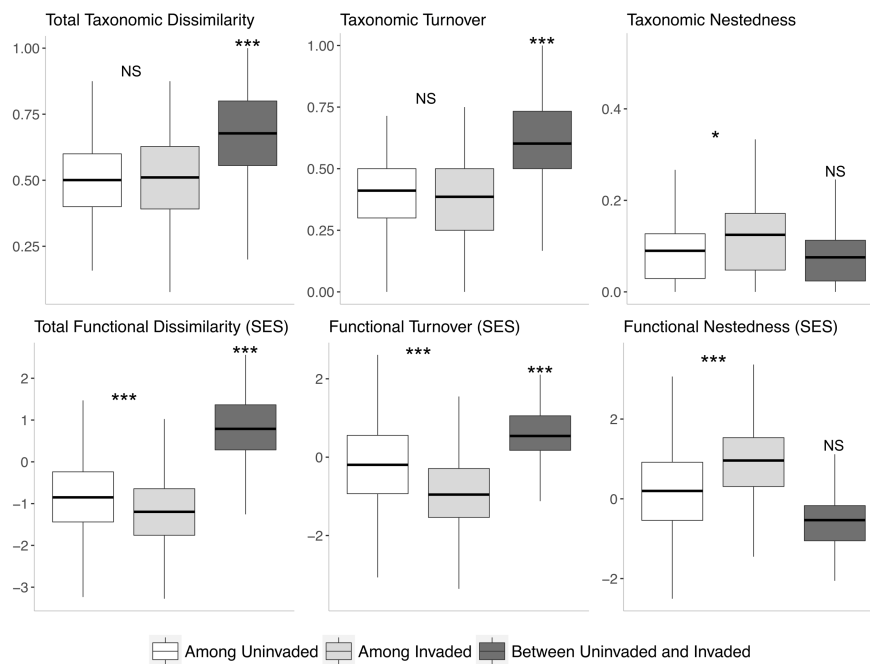 Total Taxonomic Dissimilarity
Taxonomic Turnover
Taxonomic Nestedness
1.00
0.75
0.50
0.25
NS
***
1.00
0.75
0.50
0.25
0.00
NS
***
0.4
0.2
0.0
*
NS
Total Functional Dissimilarity (SES)
Functional Turnover (SES)
Functional Nestedness (SES)
2
1
0
−1
−2
−3
***
***
2
0
−2
***
***
2
0
−2
***
NS
Among Uninvaded Among Invaded Between Uninvaded and Invaded